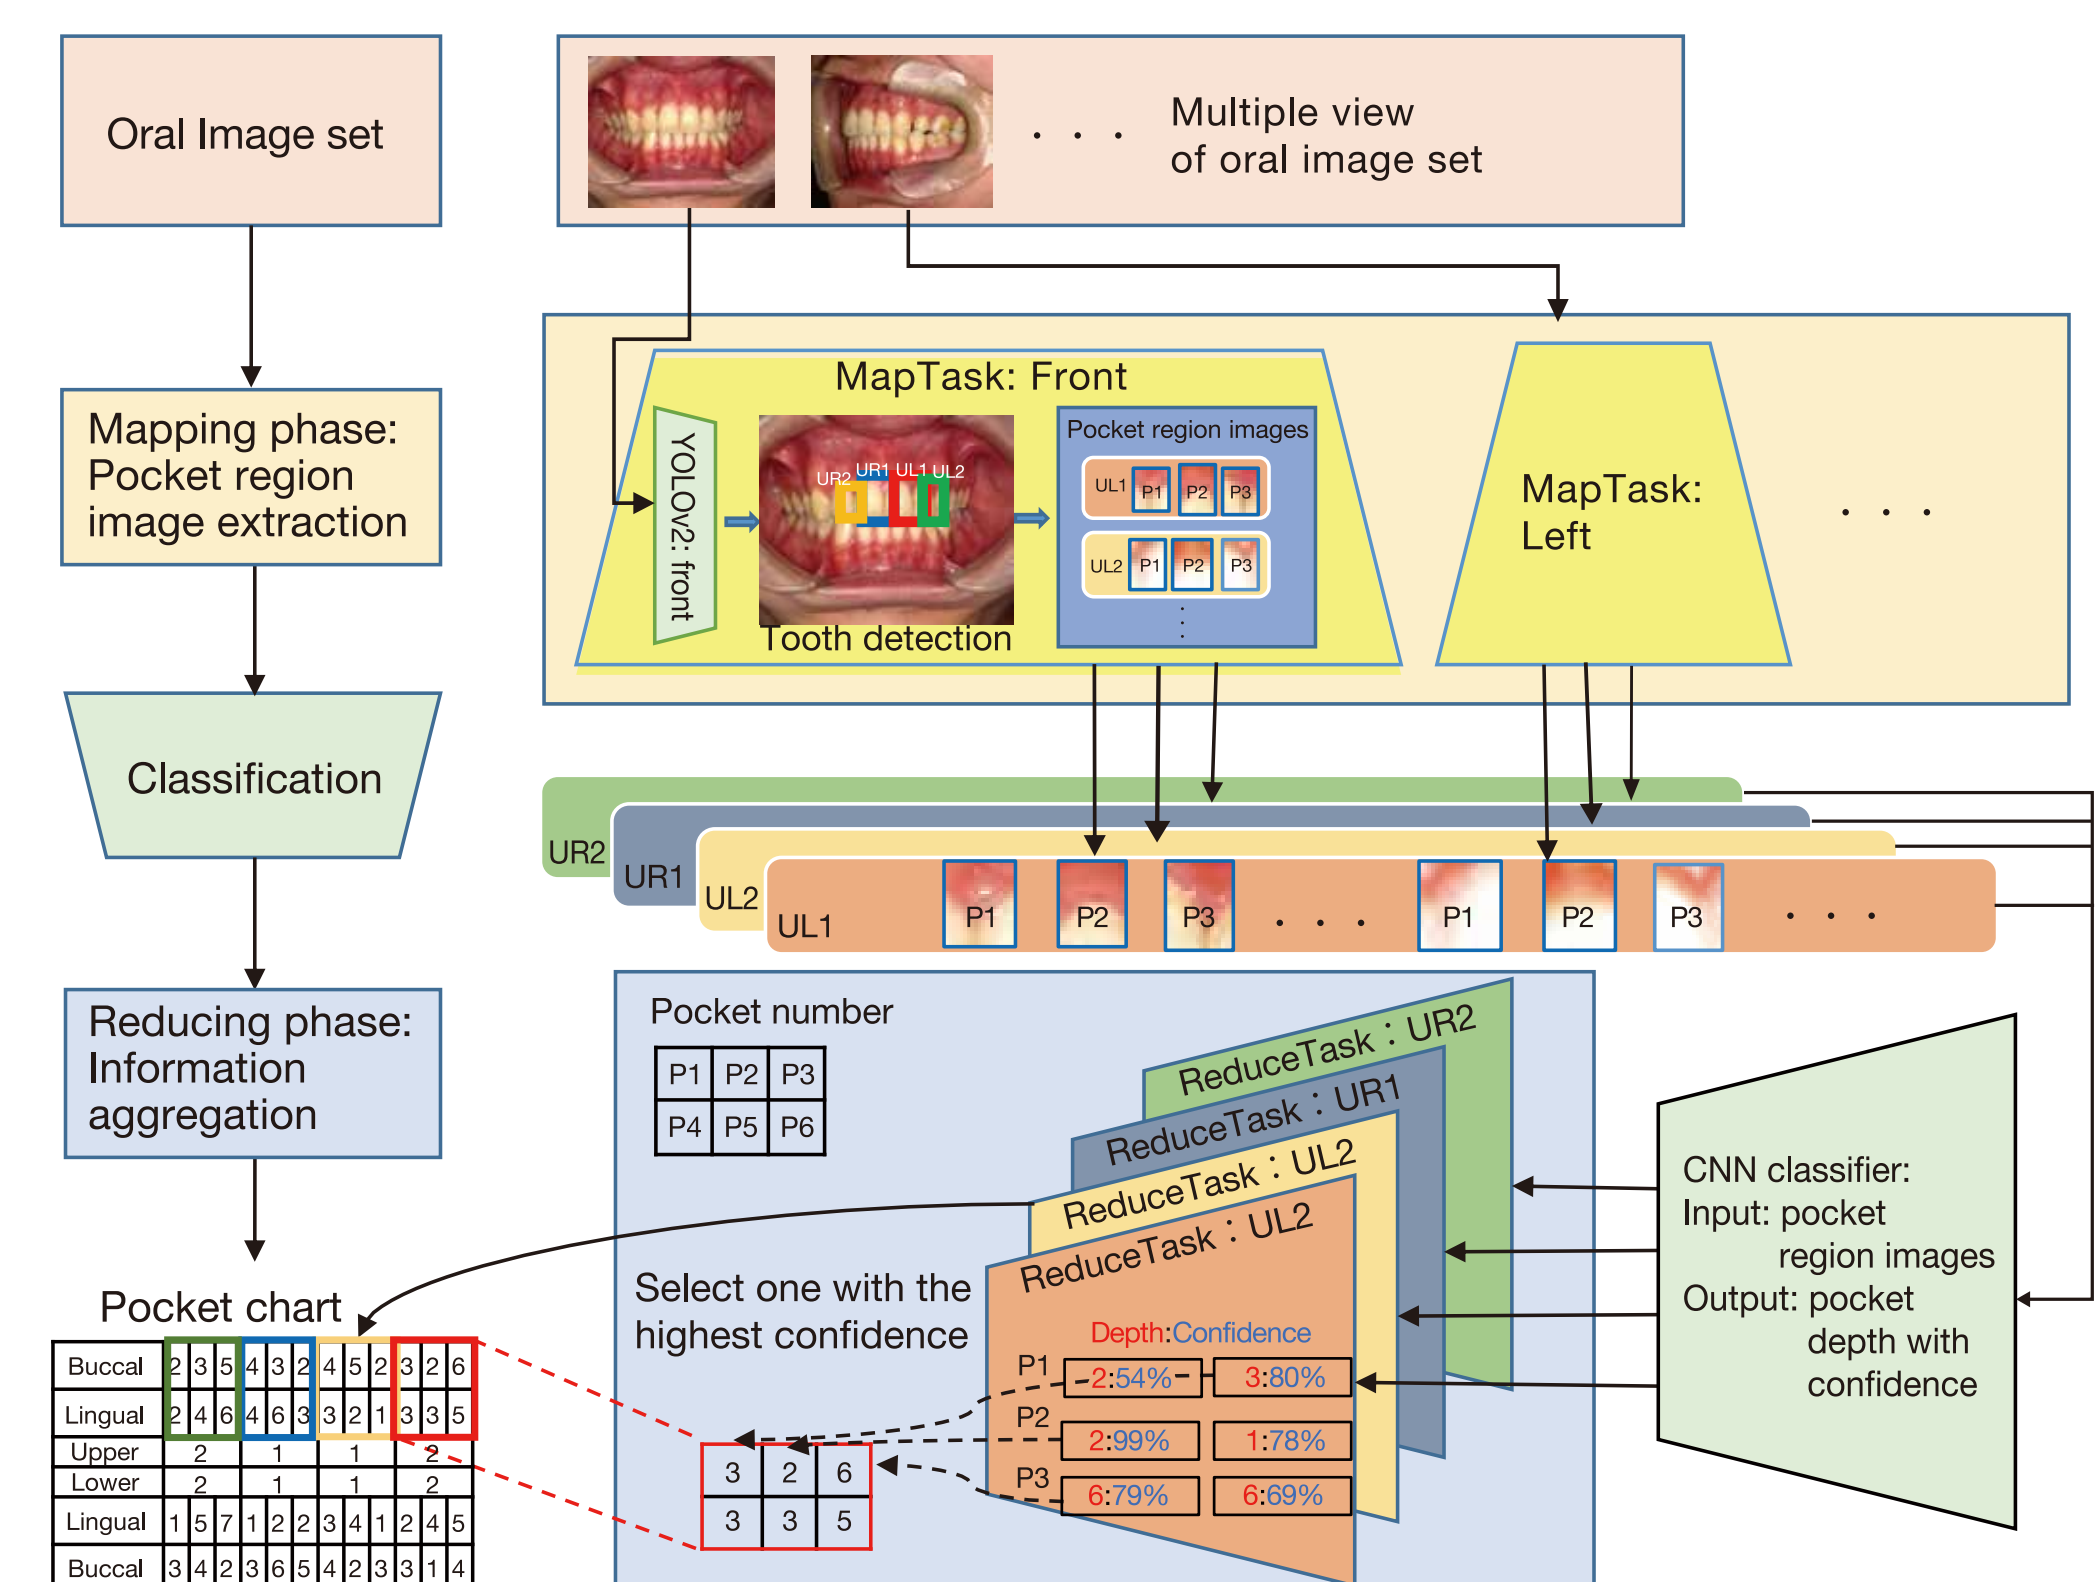 Oral Image set
Multiple view
of oral image set
Mapping phase:
Pocket region
image extraction
MapTask: Front
YOLOv2: front
UR2 UR1 UL1 UL2
Tooth detection
Pocket region images
UL1 P1 P2 P3
UL2 P1 P2 P3
MapTask:
Left
Classification
UR2
UR1
UL2
UL1 P1 P2 P3 . . . P1 P2 P3 . . .
Reducing phase:
Information
aggregation
Pocket number
P1 P2 P3
P4 P5 P6
ReduceTask : UR2
ReduceTask : UR1
ReduceTask : UL2
ReduceTask : UL2
Select one with the
highest confidence
Depth:Confidence
P1 2:54% 3:80%
P2 2:99% 1:78%
P3 6:79% 6:69%
3 2 6
3 3 5
CNN classifier:
Input: pocket
region images
Output: pocket
depth with
confidence
Pocket chart
Buccal 2 3 5 4 3 2 4 5 2 3 2 6
Lingual 2 4 6 4 6 3 3 2 1 3 3 5
Upper 2 1 1 2
Lower 2 1 1 2
Lingual 1 5 7 1 2 2 3 4 1 2 4 5
Buccal 3 4 2 3 6 5 4 2 3 3 1 4